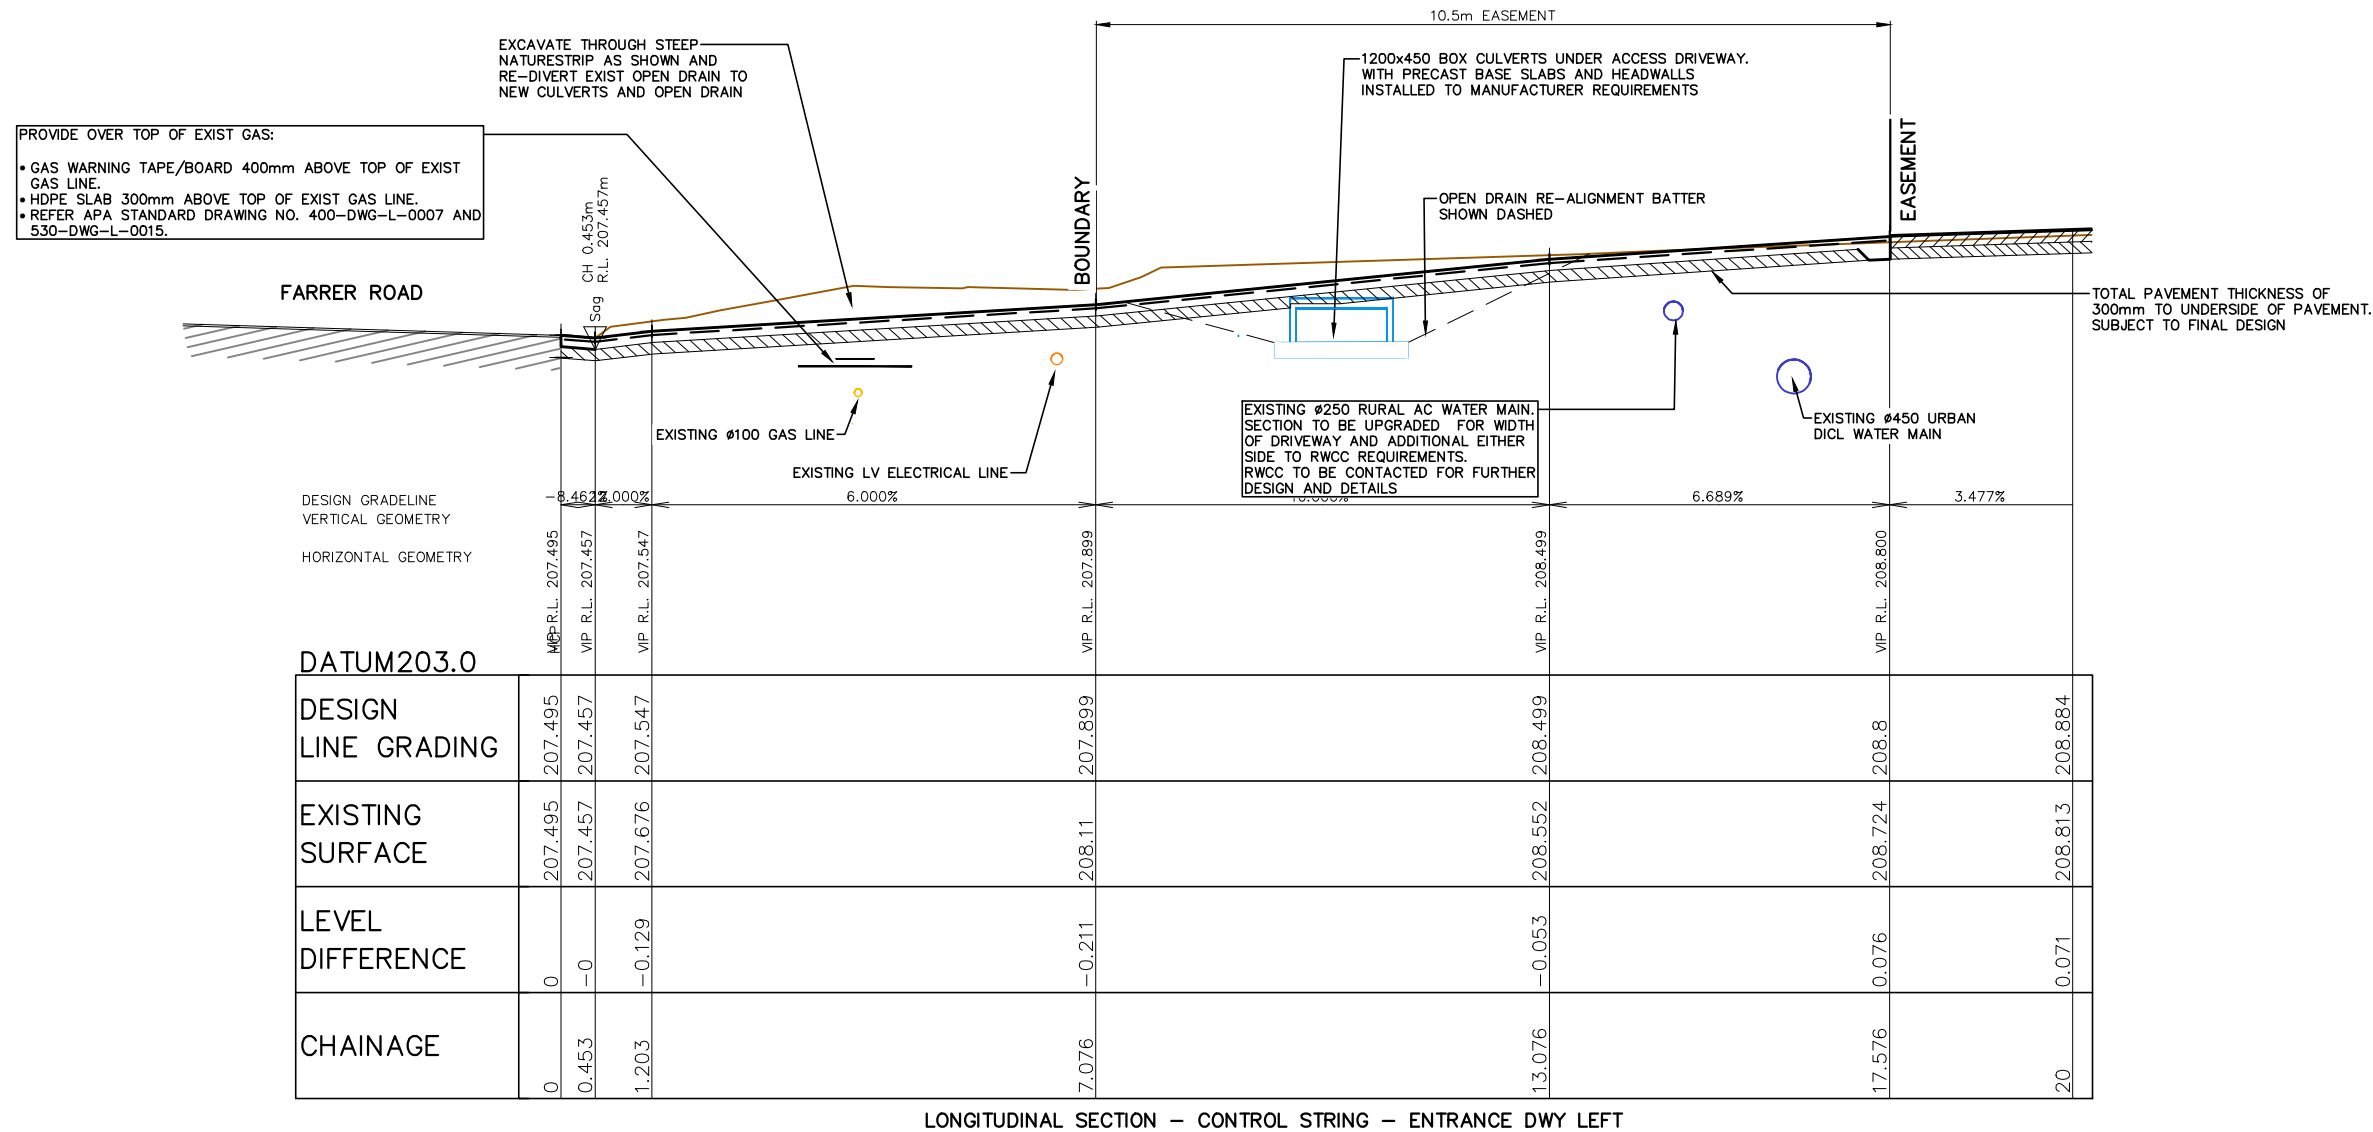 10.5m EASEMENT
EXCAVATE THROUGH STEEP
NATURESTRIP AS SHOWN AND
RE-DIVERT EXIST OPEN DRAIN TO
NEW CULVERTS AND OPEN DRAIN
1200x450 BOX CULVERTS UNDER ACCESS DRIVEWAY.
WITH PRECAST BASE SLABS AND HEADWALLS
INSTALLED TO MANUFACTURER REQUIREMENTS
PROVIDE OVER TOP OF EXIST GAS:
• GAS WARNING TAPE/BOARD 400mm ABOVE TOP OF EXIST
GAS LINE.
• HDPE SLAB 300mm ABOVE TOP OF EXIST GAS LINE.
• REFER APA STANDARD DRAWING NO. 400-DWG-L-0007 AND
530-DWG-L-0015.
Sag CH 0.453m
R.L. 207.457m
BOUNDARY
EASEMENT
OPEN DRAIN RE-ALIGNMENT BATTER
SHOWN DASHED
FARRER ROAD
TOTAL PAVEMENT THICKNESS OF
300mm TO UNDERSIDE OF PAVEMENT.
SUBJECT TO FINAL DESIGN
EXISTING Ø100 GAS LINE
EXISTING LV ELECTRICAL LINE
EXISTING Ø250 RURAL AC WATER MAIN.
SECTION TO BE UPGRADED FOR WIDTH
OF DRIVEWAY AND ADDITIONAL EITHER
SIDE TO RWCC REQUIREMENTS.
RWCC TO BE CONTACTED FOR FURTHER
DESIGN AND DETAILS
EXISTING Ø450 URBAN
DICL WATER MAIN
DESIGN GRADELINE
-8.462% 12.000% 6.000% 6.689% 3.477%
VERTICAL GEOMETRY
HORIZONTAL GEOMETRY
VIP R.L. 207.495
VIP R.L. 207.457
VIP R.L. 207.547
VIP R.L. 207.899
VIP R.L. 208.499
VIP R.L. 208.800
DATUM203.0
DESIGN
LINE GRADING
207.495 207.457 207.547 207.899 208.499 208.8 208.884
EXISTING
SURFACE
207.495 207.457 207.676 208.11 208.552 208.724 208.813
LEVEL
DIFFERENCE
0 -0 -0.129 -0.211 -0.053 0.076 0.071
CHAINAGE
0 0.453 1.203 7.076 13.076 17.576 20
LONGITUDINAL SECTION - CONTROL STRING - ENTRANCE DWY LEFT